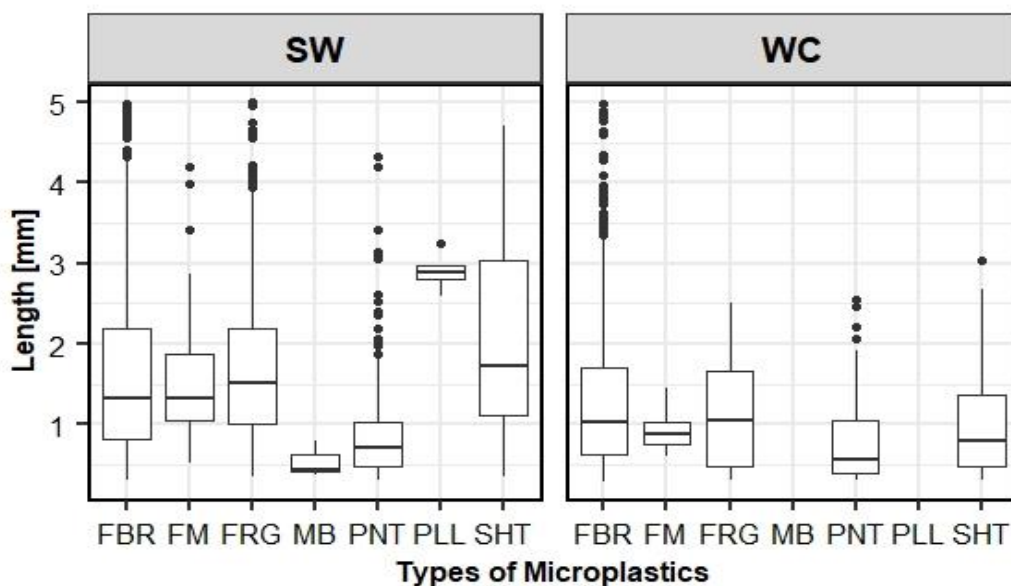 SW WC
Length [mm]
5
4
3
2
1
FBR FM FRG MB PNT PLL SHT FBR FM FRG MB PNT PLL SHT
Types of Microplastics